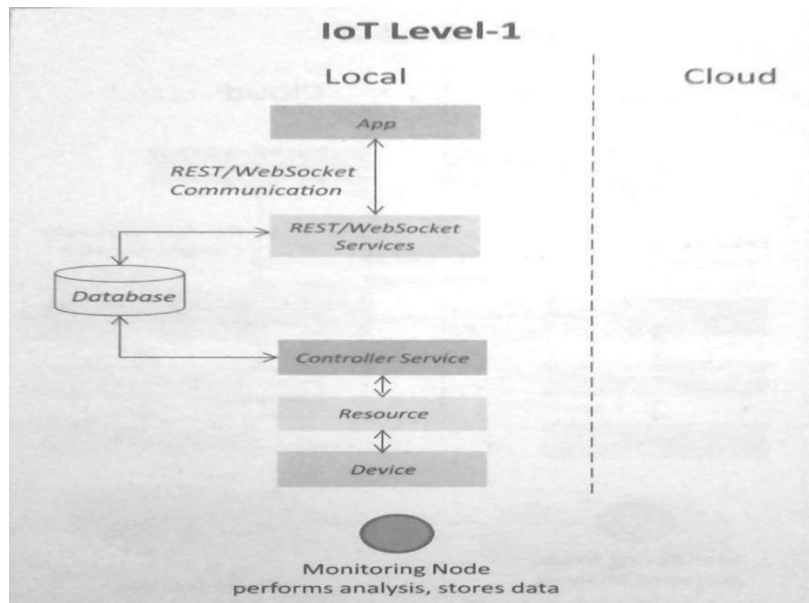 IoT Level-1
Local
Cloud
App
REST/WebSocket
Communication
REST/WebSocket
Services
Database
Controller Service
Resource
Device
Monitoring Node
performs analysis, stores data